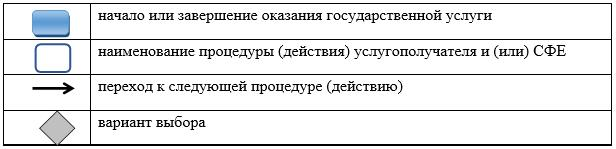 начало или завершение оказания государственной услуги
наименование процедуры (действия) услугополучателя и (или) СФЕ
переход к следующей процедуре (действию)
вариант выбора